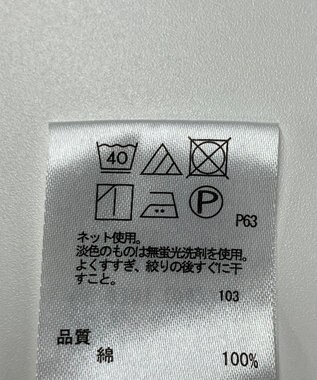 40
P
P63
ネット使用。
淡色のものは無蛍光洗剤を使用。
よくすすぎ、絞りの後すぐに干
すこと。
103
品質
綿 100%